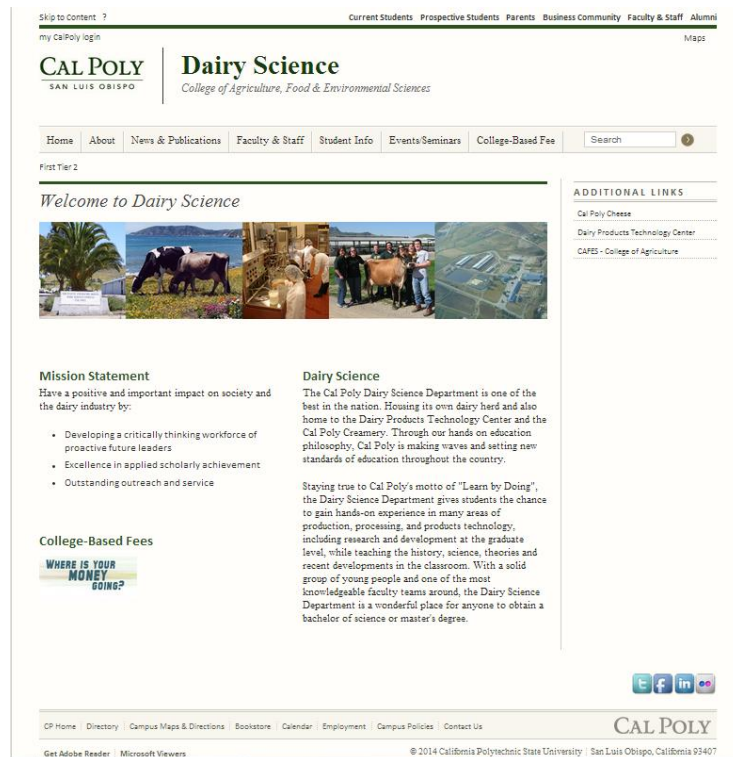 Skip to Content ?
Current Students Prospective Students Parents Business Community Faculty & Staff Alumni
my CalPoly login
Maps
CAL POLY
SAN LUIS OBISPO
Dairy Science
College of Agriculture, Food & Environmental Sciences
Home About News & Publications Faculty & Staff Student Info Events/Seminars College-Based Fee Search
First Tier 2
Welcome to Dairy Science
ADDITIONAL LINKS
Cal Poly Cheese
Dairy Products Technology Center
CAFES - College of Agriculture
Mission Statement
Have a positive and important impact on society and
the dairy industry by:
• Developing a critically thinking workforce of
proactive future leaders
• Excellence in applied scholarly achievement
• Outstanding outreach and service
College-Based Fees
WHERE IS YOUR
MONEY
GOING?
Dairy Science
The Cal Poly Dairy Science Department is one of the
best in the nation. Housing its own dairy herd and also
home to the Dairy Products Technology Center and the
Cal Poly Creamery. Through our hands on education
philosophy, Cal Poly is making waves and setting new
standards of education throughout the country.
Staying true to Cal Poly's motto of "Learn by Doing",
the Dairy Science Department gives students the chance
to gain hands-on experience in many areas of
production, processing, and products technology,
including research and development at the graduate
level, while teaching the history, science, theories and
recent developments in the classroom. With a solid
group of young people and one of the most
knowledgeable faculty teams around, the Dairy Science
Department is a wonderful place for anyone to obtain a
bachelor of science or master's degree.
CP Home Directory Campus Maps & Directions Bookstore Calendar Employment Campus Policies Contact Us
CAL POLY
Get Adobe Reader Microsoft Viewers
© 2014 California Polytechnic State University San Luis Obispo, California 93407